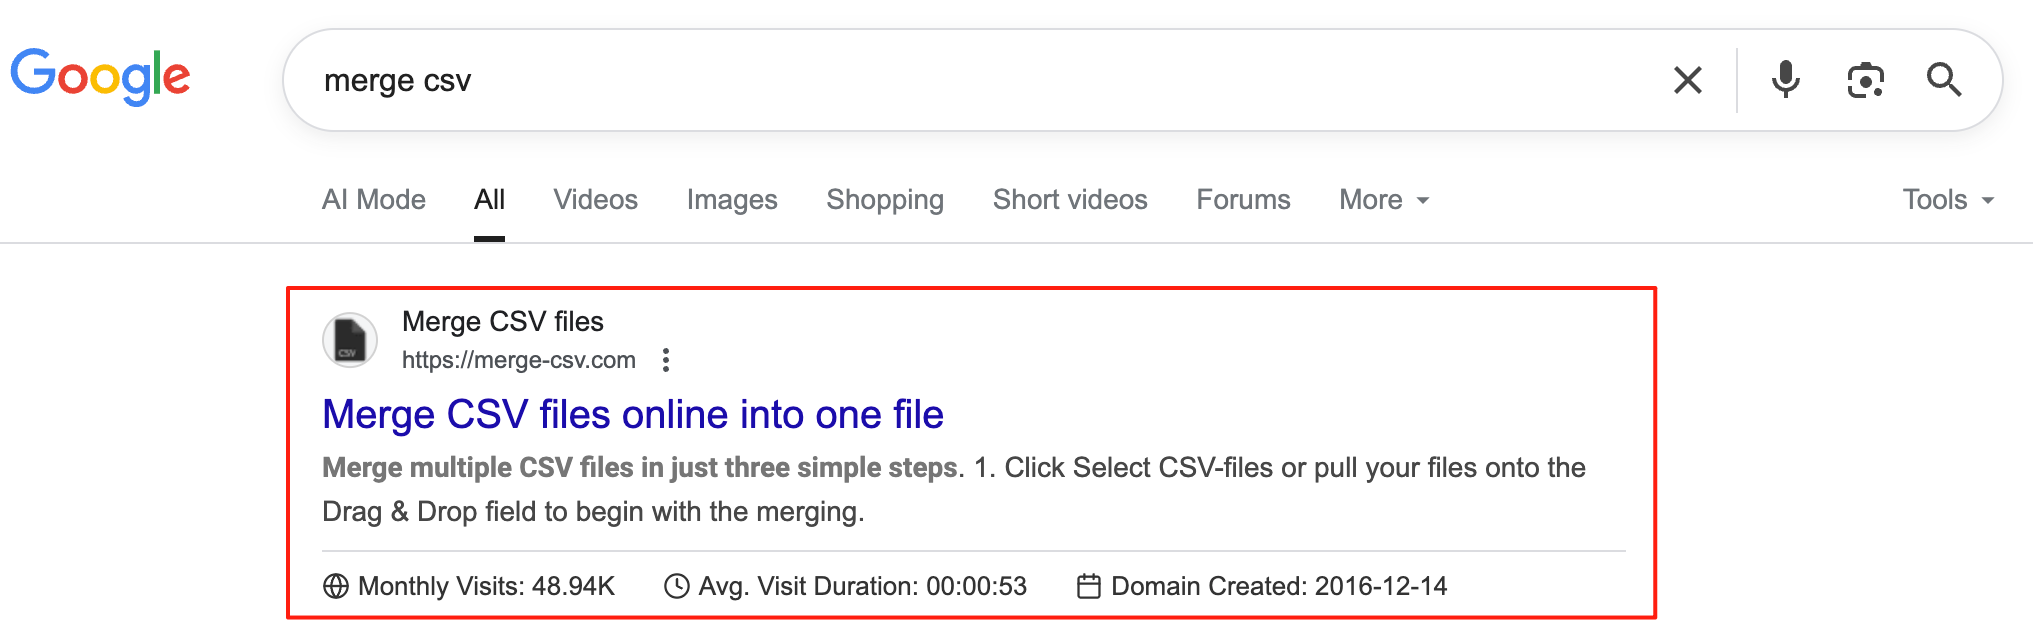 Google
merge csv
AI Mode All Videos Images Shopping Short videos Forums More Tools
CSV
Merge CSV files
https://merge-csv.com
Merge CSV files online into one file
Merge multiple CSV files in just three simple steps. 1. Click Select CSV-files or pull your files onto the
Drag & Drop field to begin with the merging.
Monthly Visits: 48.94K Avg. Visit Duration: 00:00:53 Domain Created: 2016-12-14